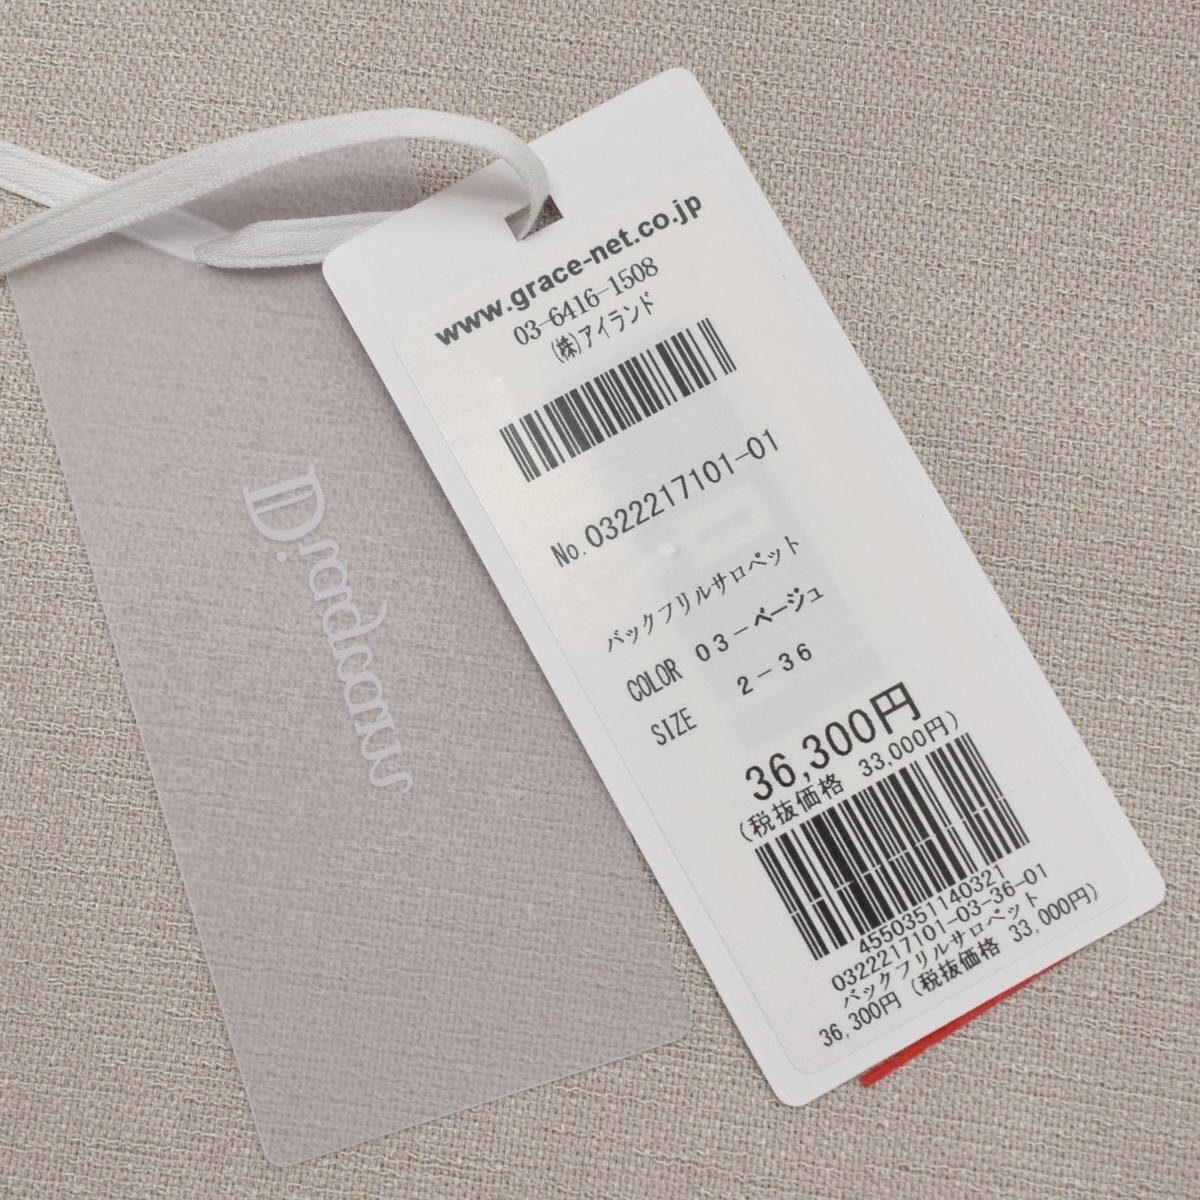 www.grace-net.co.jp
03-6416-1508
(株)アイランド
No.0322217101-01
バックフリルサロペット
COLOR 03-ベージュ
SIZE 2-36
36,300円
(税抜価格 33,000円)
4550351140321
0322217101-03-36-01
バックフリルサロペット
36,300円 (税抜価格 33,000円)